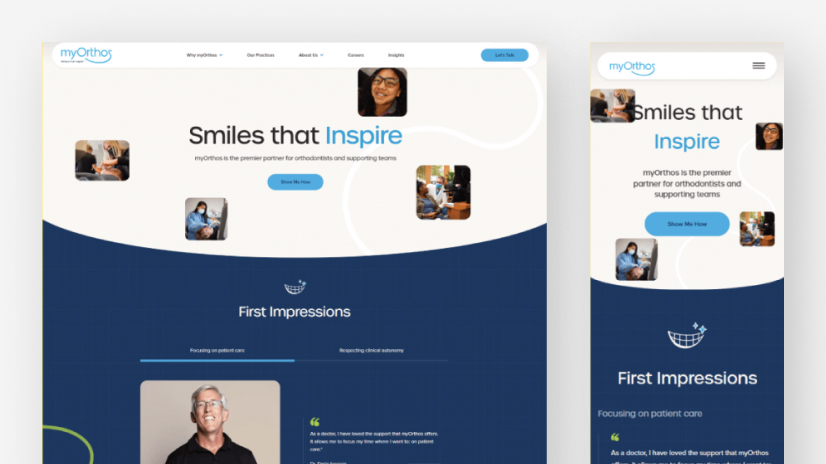 myOrthos
Why myOrthos
Our Practices
About Us
Careers
Insights
Let's Talk
Smiles that Inspire
myOrthos is the premier partner for orthodontists and supporting teams
Show Me How
First Impressions
Focusing on patient care
Respecting clinical autonomy
As a doctor, I have loved the support that myOrthos offers.
It allows me to focus my time where I want to: on patient
care."
myOrthos
Smiles that
Inspire
myOrthos is the premier
partner for orthodontists and
supporting teams
Show Me How
First Impressions
Focusing on patient care
As a doctor, I have loved the support that myOrthos